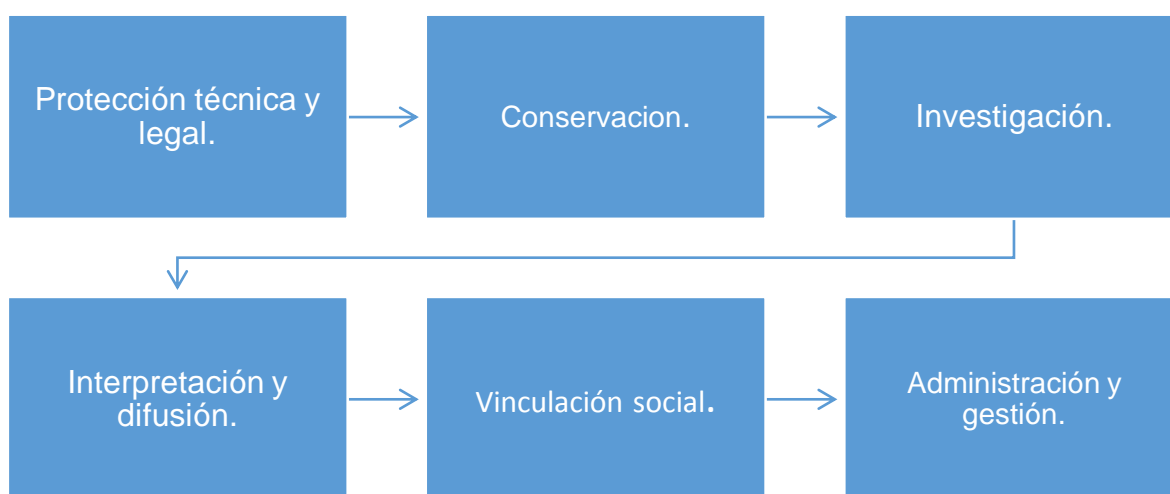 Protección técnica y
legal.
Conservacion.
Investigación.
Interpretación y
difusión.
Vinculación social.
Administración y
gestión.